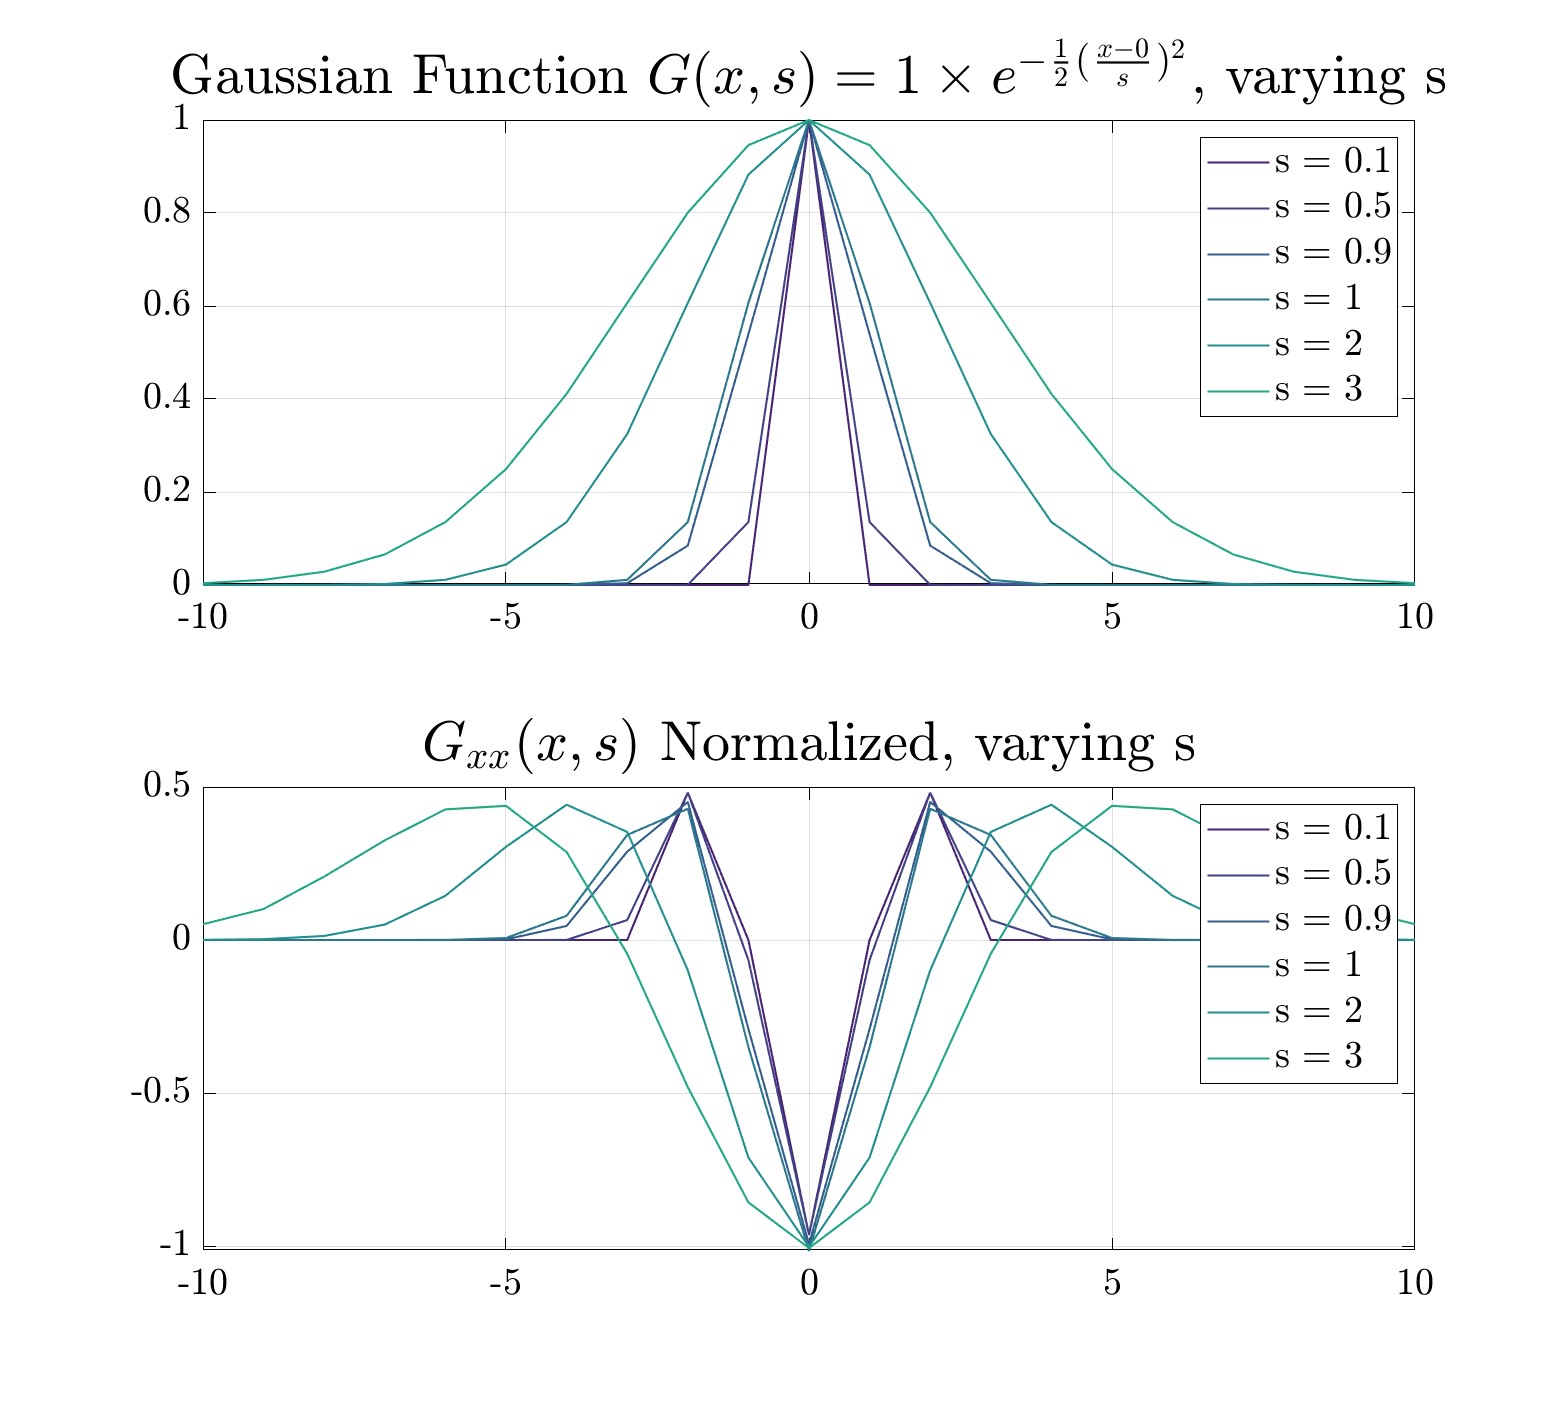 Gaussian Function $G(x, s) = 1 \times e^{-\frac{1}{2}(\frac{x-0}{s})^2}$, varying s
1
0.8
0.6
0.4
0.2
0
-10 -5 0 5 10
s = 0.1
s = 0.5
s = 0.9
s = 1
s = 2
s = 3
$G_{xx}(x, s)$ Normalized, varying s
0.5
0
-0.5
-1
-10 -5 0 5 10
s = 0.1
s = 0.5
s = 0.9
s = 1
s = 2
s = 3